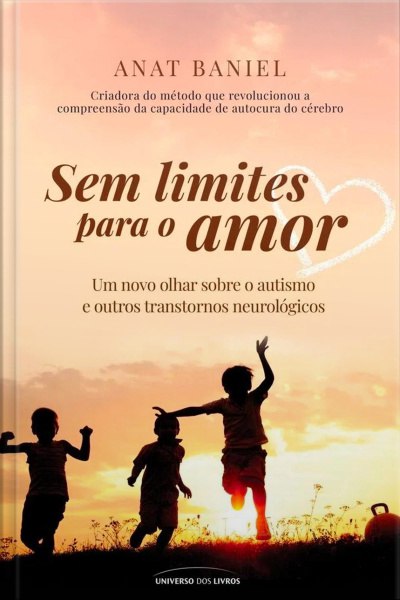 ANAT BANIEL
Criadora do método que revolucionou a
compreensão da capacidade de autocura do cérebro
Sem limites
para o amor
Um novo olhar sobre o autismo
e outros transtornos neurológicos
UNIVERSO DOS LIVROS